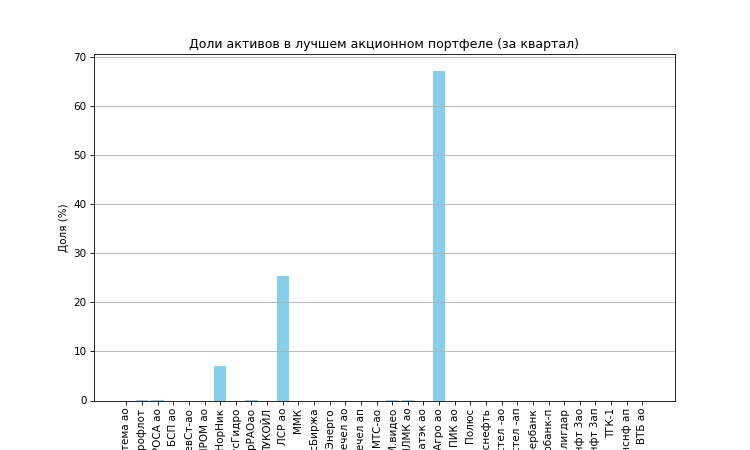 Доли активов в лучшем акционном портфеле (за квартал)
Доля (%)
70
60
50
40
30
20
10
0
тема ао
рофлот
РОСА ао
БСП ао
евСт-ао
ПРОМ ао
НорНик
сГидро
рРАОао
ЛУКОЙЛ
ЛСР ао
ММК
сБиржа
Энерго
ечел ао
ечел ап
МТС-ао
М.видео
ЛМК ао
атэк ао
Агро ао
ПИК ао
Полюс
снефть
стел -ао
стел -ап
ербанк
рбанк-п
лигдар
нфт 3ао
нфт 3ап
ТГК-1
нснф ап
ВТБ ао